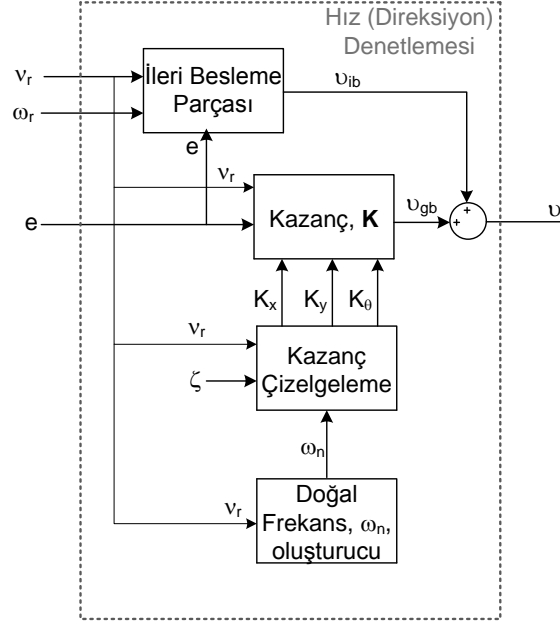 Hız (Direksiyon)
Denetlemesi
νr
ωr
İleri Besleme
Parçası
υib
e
νr
e
Kazanç, K
υgb
+
+
υ
Kx
Ky
Kθ
νr
ζ
Kazanç
Çizelgeleme
ωn
νr
Doğal
Frekans, ωn,
oluşturucu